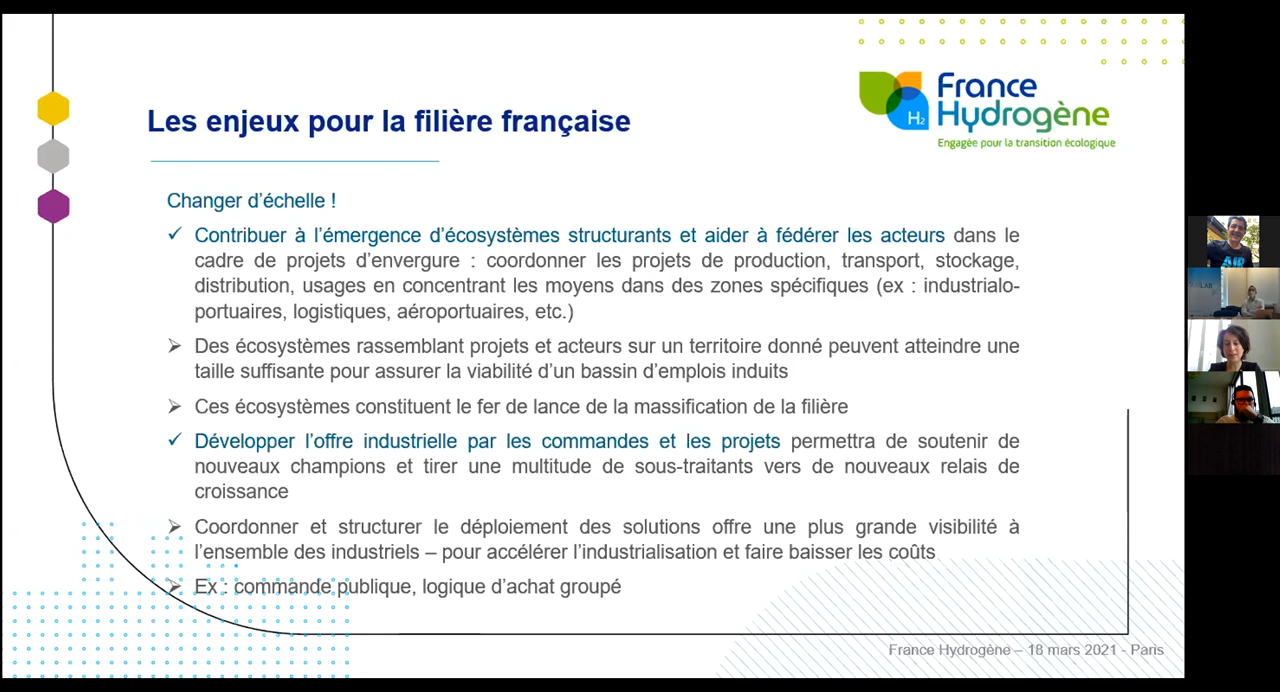 France
Hydrogène
H₂
Engagée pour la transition écologique
Les enjeux pour la filière française
Changer d’échelle !
✓ Contribuer à l’émergence d’écosystèmes structurants et aider à fédérer les acteurs dans le
cadre de projets d’envergure : coordonner les projets de production, transport, stockage,
distribution, usages en concentrant les moyens dans des zones spécifiques (ex : industrialo-
portuaires, logistiques, aéroportuaires, etc.)
➢ Des écosystèmes rassemblant projets et acteurs sur un territoire donné peuvent atteindre une
taille suffisante pour assurer la viabilité d’un bassin d’emplois induits
➢ Ces écosystèmes constituent le fer de lance de la massification de la filière
✓ Développer l’offre industrielle par les commandes et les projets permettra de soutenir de
nouveaux champions et tirer une multitude de sous-traitants vers de nouveaux relais de
croissance
➢ Coordonner et structurer le déploiement des solutions offre une plus grande visibilité à
l’ensemble des industriels – pour accélérer l’industrialisation et faire baisser les coûts
➢ Ex : commande publique, logique d’achat groupé
France Hydrogène – 18 mars 2021 - Paris
AIR